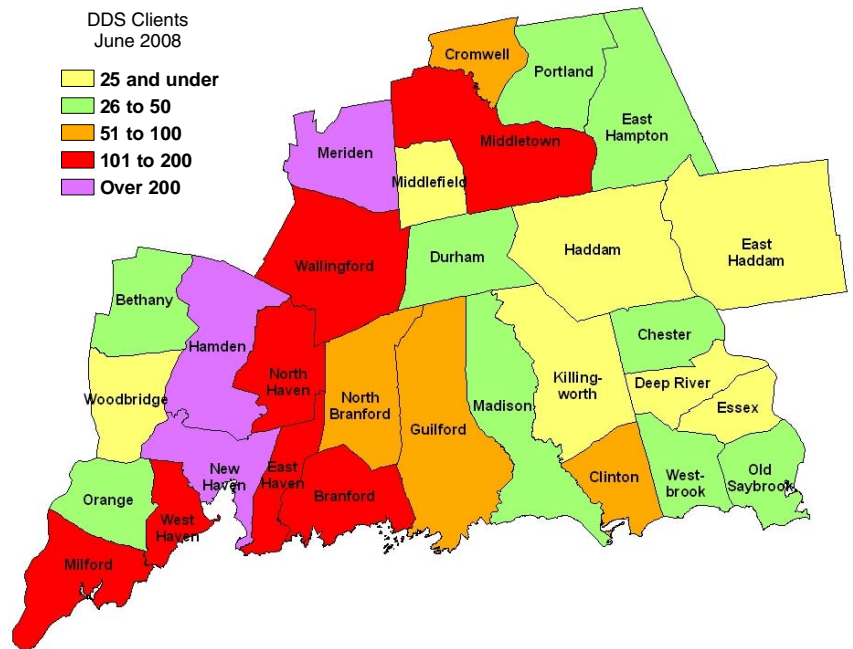 DDS Clients
June 2008
25 and under
26 to 50
51 to 100
101 to 200
Over 200
Cromwell
Portland
East
Hampton
Middletown
Meriden
Middlefield
Haddam
East
Haddam
Durham
Wallingford
Bethany
Hamden
Chester
North
Haven
Killing-
worth
Deep River
Woodbridge
North
Branford
Madison
Essex
Guilford
New
Haven
East
Haven
Clinton
West-
brook
Old
Saybrook
Orange
Branford
West
Haven
Milford